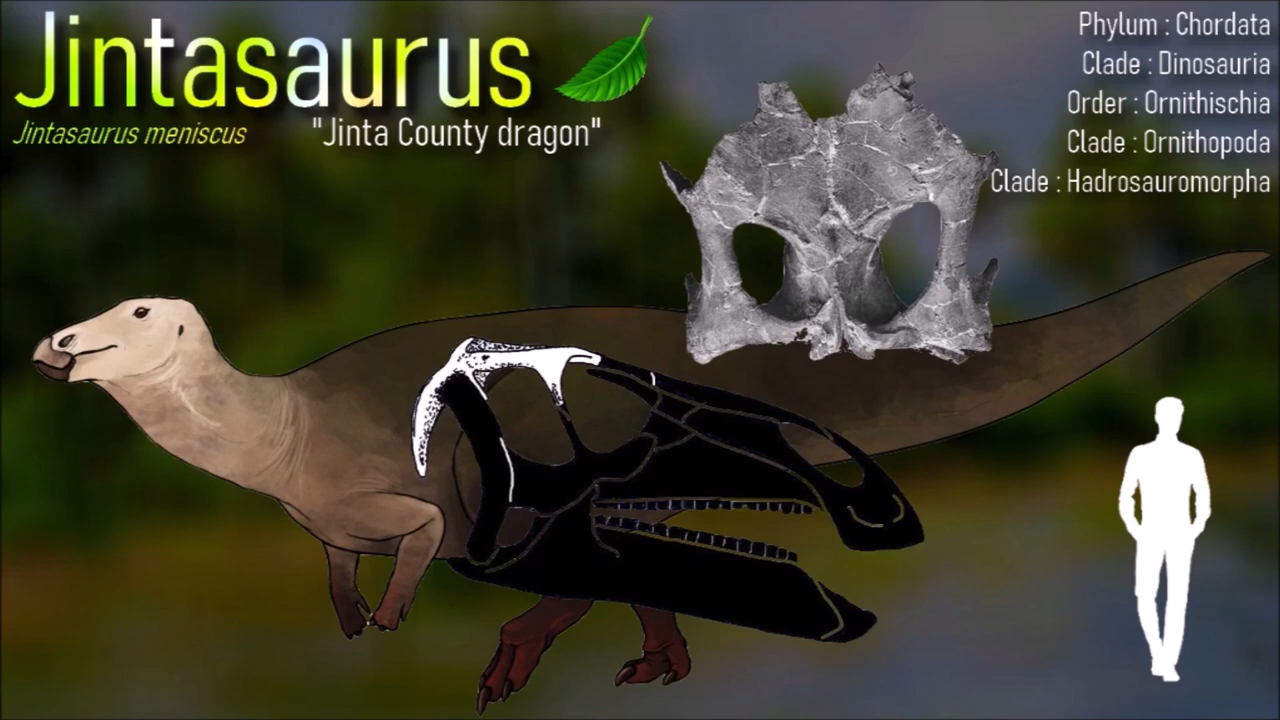 Jintasaurus
Jintasaurus meniscus
"Jinta County dragon"
Phylum : Chordata
Clade : Dinosauria
Order : Ornithischia
Clade : Ornithopoda
Clade : Hadrosauromorpha